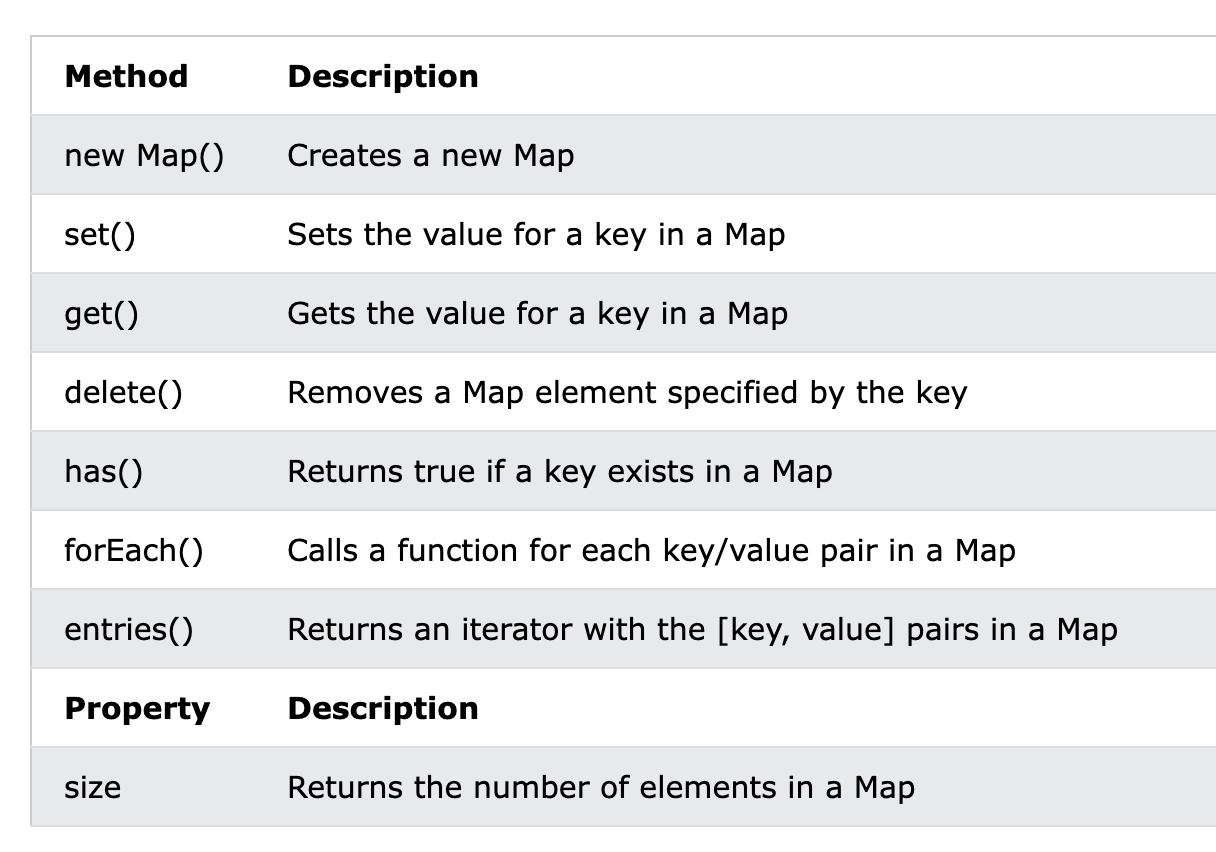 Method Description
new Map() Creates a new Map
set() Sets the value for a key in a Map
get() Gets the value for a key in a Map
delete() Removes a Map element specified by the key
has() Returns true if a key exists in a Map
forEach() Calls a function for each key/value pair in a Map
entries() Returns an iterator with the [key, value] pairs in a Map
Property Description
size Returns the number of elements in a Map